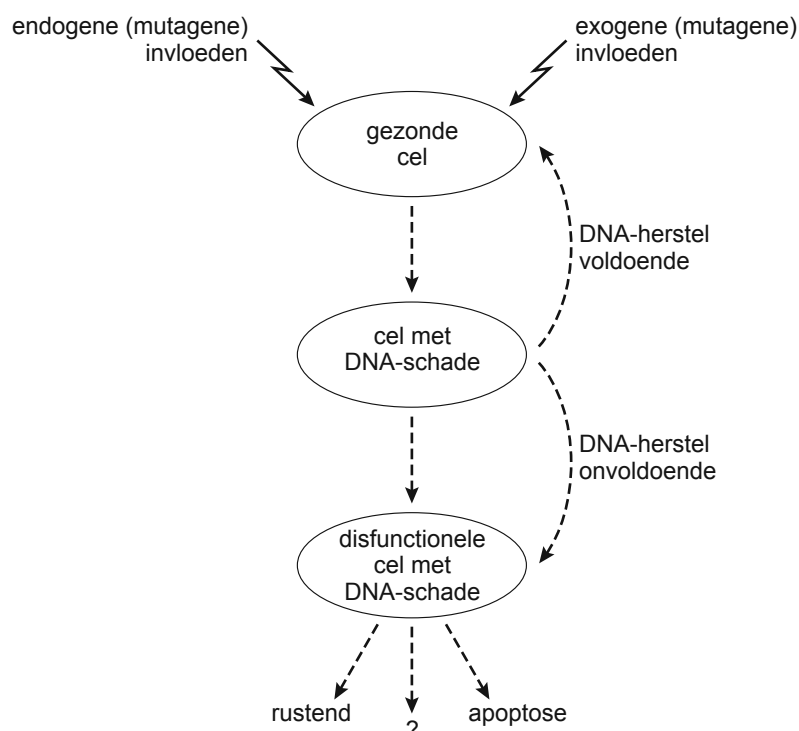 endogene (mutagene)
invloeden
exogene (mutagene)
invloeden
gezonde
cel
DNA-herstel
voldoende
cel met
DNA-schade
DNA-herstel
onvoldoende
disfunctionele
cel met
DNA-schade
rustend
?
apoptose